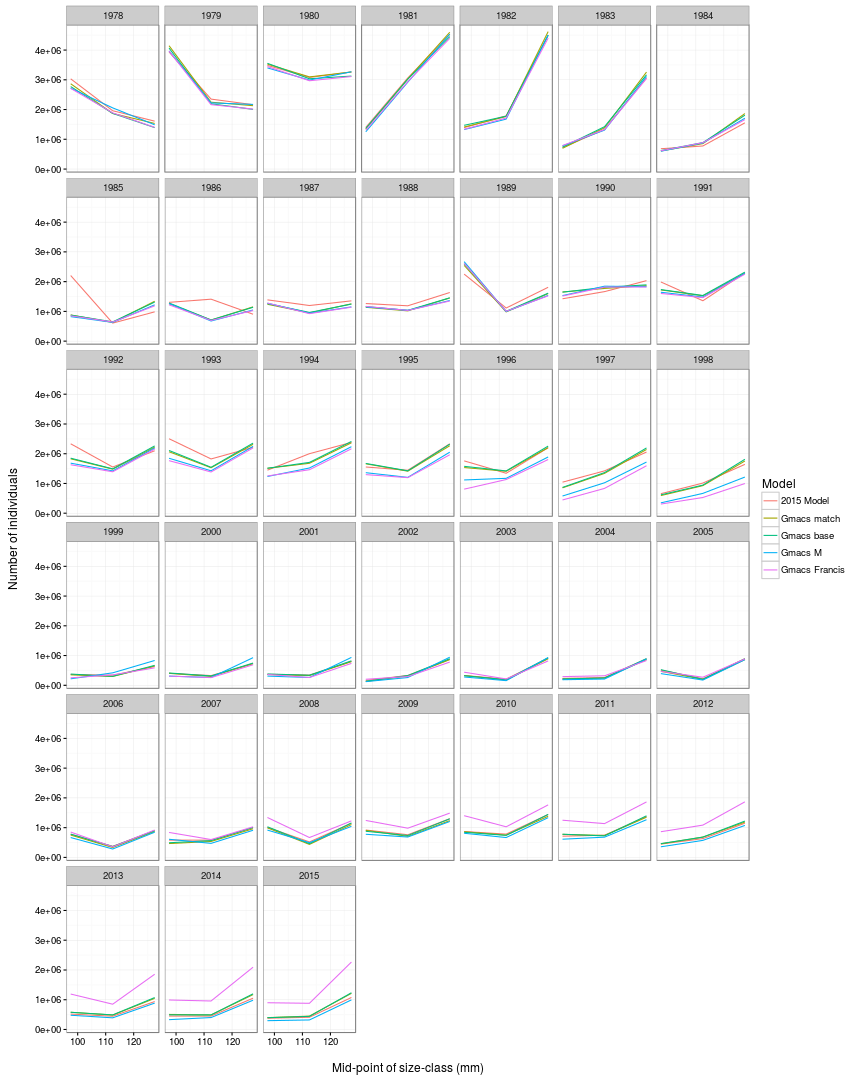 1978 1979 1980 1981 1982 1983 1984
4e+06
3e+06
2e+06
1e+06
0e+00
1985 1986 1987 1988 1989 1990 1991
4e+06
3e+06
2e+06
1e+06
0e+00
1992 1993 1994 1995 1996 1997 1998
4e+06
3e+06
2e+06
1e+06
0e+00
Number of inidividuals
Model
2015 Model
Gmacs match
Gmacs base
Gmacs M
Gmacs Francis
1999 2000 2001 2002 2003 2004 2005
4e+06
3e+06
2e+06
1e+06
0e+00
2006 2007 2008 2009 2010 2011 2012
4e+06
3e+06
2e+06
1e+06
0e+00
2013 2014 2015
4e+06
3e+06
2e+06
1e+06
0e+00
100 110 120 100 110 120 100 110 120
Mid-point of size-class (mm)